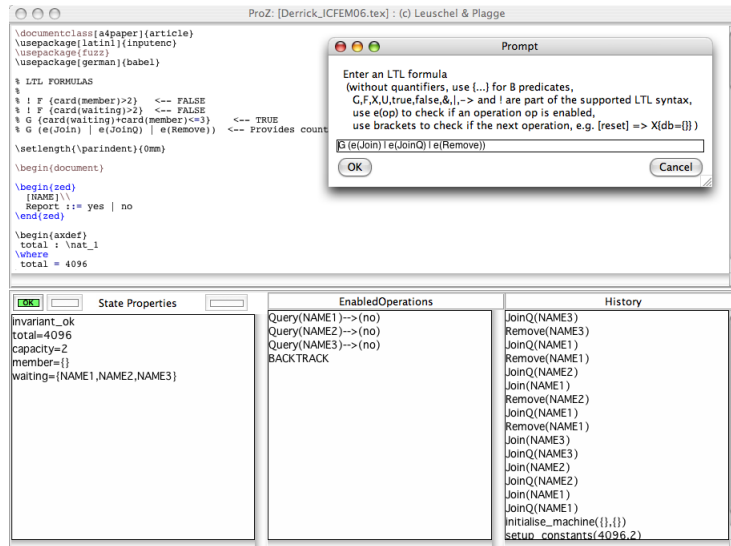 ProZ: [Derrick_ICFEM06.tex] : (c) Leuschel & Plagge
\documentclass[a4paper]{article}
\usepackage[latin1]{inputenc}
\usepackage{fuzz}
\usepackage[german]{babel}
% LTL FORMULAS
%
% ! F {card(member)>2} <-- FALSE
% ! F {card(waiting)>2} <-- FALSE
% G {card(waiting)+card(member)<=3} <-- TRUE
% G (e(Join) | e(JoinQ) | e(Remove)) <-- Provides count
\setlength{\parindent}{0mm}
\begin{document}
\begin{zed}
[NAME]\\
Report ::= yes | no
\end{zed}
\begin{axdef}
total : \nat_1
\where
total = 4096
Prompt
Enter an LTL formula
(without quantifiers, use {...} for B predicates,
G,F,X,U,true,false,&,|,-> and ! are part of the supported LTL syntax,
use e(op) to check if an operation op is enabled,
use brackets to check if the next operation, e.g. [reset] => X{db={}} )
G (e(Join) | e(JoinQ) | e(Remove))
OK
Cancel
OK
State Properties
invariant_ok
total=4096
capacity=2
member={}
waiting={NAME1,NAME2,NAME3}
EnabledOperations
Query(NAME1)-->(no)
Query(NAME2)-->(no)
Query(NAME3)-->(no)
BACKTRACK
History
JoinQ(NAME3)
Remove(NAME3)
JoinQ(NAME1)
Remove(NAME1)
JoinQ(NAME2)
Join(NAME1)
Remove(NAME2)
JoinQ(NAME1)
Remove(NAME1)
Join(NAME3)
JoinQ(NAME3)
Join(NAME2)
JoinQ(NAME2)
Join(NAME1)
JoinQ(NAME1)
initialise_machine({},{})
setup_constants(4096,2)